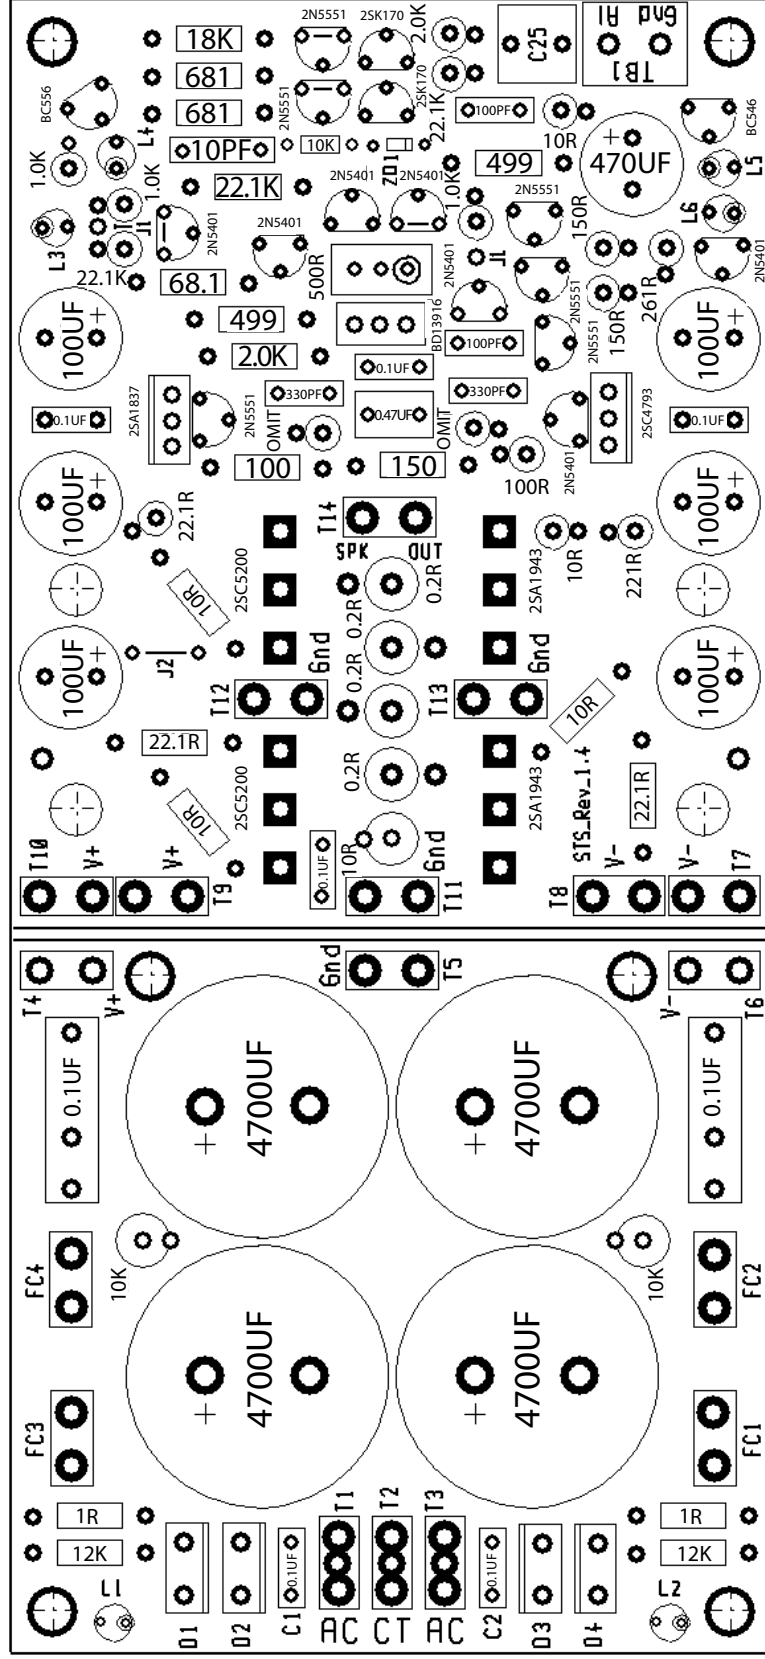 18K
2N5551
2SK170
2.0K
C25
A1 Gnd
TB1
681
2N5551
2SK170
22.1K
BC556
681
L4
100PF
10R
BC546
1.0K
10PF
10K
ZD1
499
470UF
L5
22.1K
2N5401
2N5401
1.0K
1.0K
J1
2N5401
2N5401
2N5551
150R
L6
L3
22.1K
68.1
500R
2N5401
J1
2N5551
150R
261R
2N5401
100UF
499
BD13916
100PF
2N5551
100UF
2.0K
0.1UF
2SA1837
2N5551
330PF
330PF
2SC4793
0.1UF
OMIT
0.47UF
OMIT
2N5401
0.1UF
100
150
100R
100UF
22.1R
T14
SPK OUT
10R
221R
100UF
10R
2SC5200
0.2R
2SA1943
0.2R
100UF
J2
Gnd
0.2R
Gnd
100UF
T12
T13
10R
22.1R
0.2R
STS_Rev_1.4
22.1R
10R
2SC5200
2SA1943
0.1UF
10R
Gnd
T10
V+
V+
T9
T11
T8
V-
V-
T7
T4
V+
Gnd
T5
V-
T6
0.1UF
4700UF
4700UF
0.1UF
FC4
10K
10K
FC2
4700UF
4700UF
FC3
FC1
1R
T1
T2
T3
1R
12K
12K
L1
0.1UF
0.1UF
L2
D1
D2
C1
AC
CT
AC
C2
D3
D4